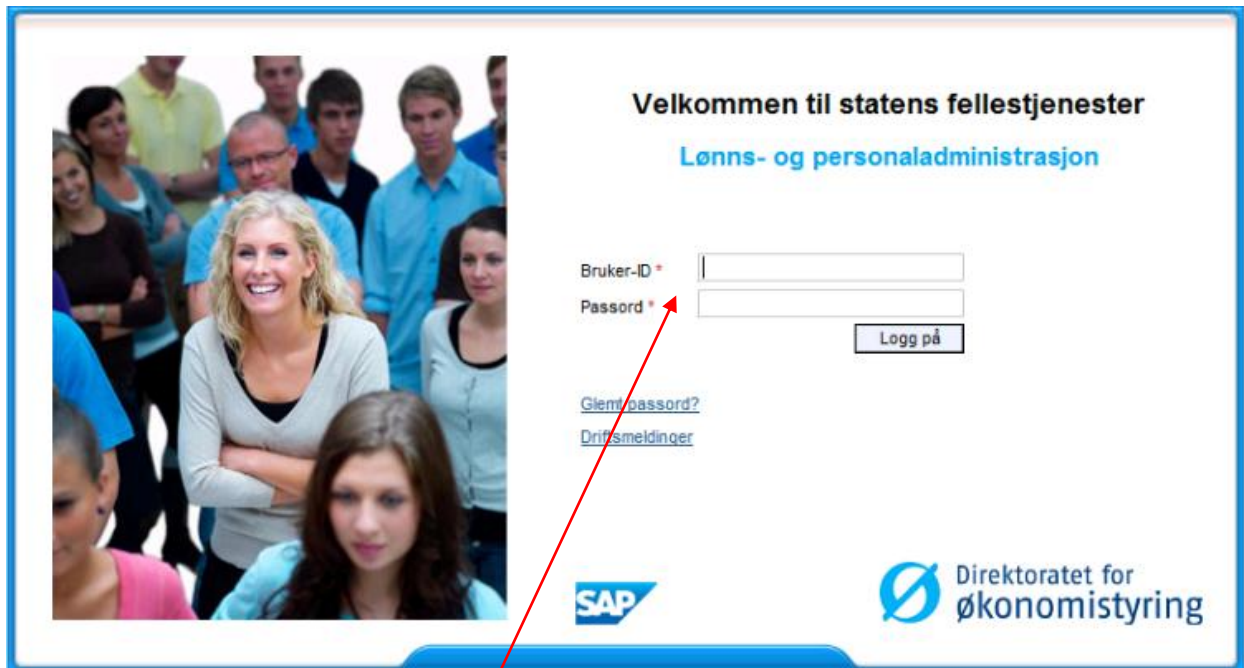 Velkommen til statens fellestjenester
Lønns- og personaladministrasjon
Bruker-ID *
Passord *
Logg på
Glemt passord?
Driftsmeldinger
SAP
Direktoratet for
økonomistyring